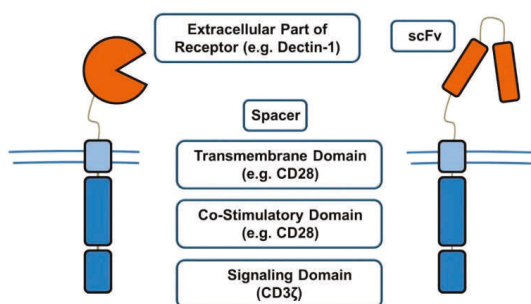 Extracellular Part of
Receptor (e.g. Dectin-1)
scFv
Spacer
Transmembrane Domain
(e.g. CD28)
Co-Stimulatory Domain
(e.g. CD28)
Signaling Domain
(CD3ζ)